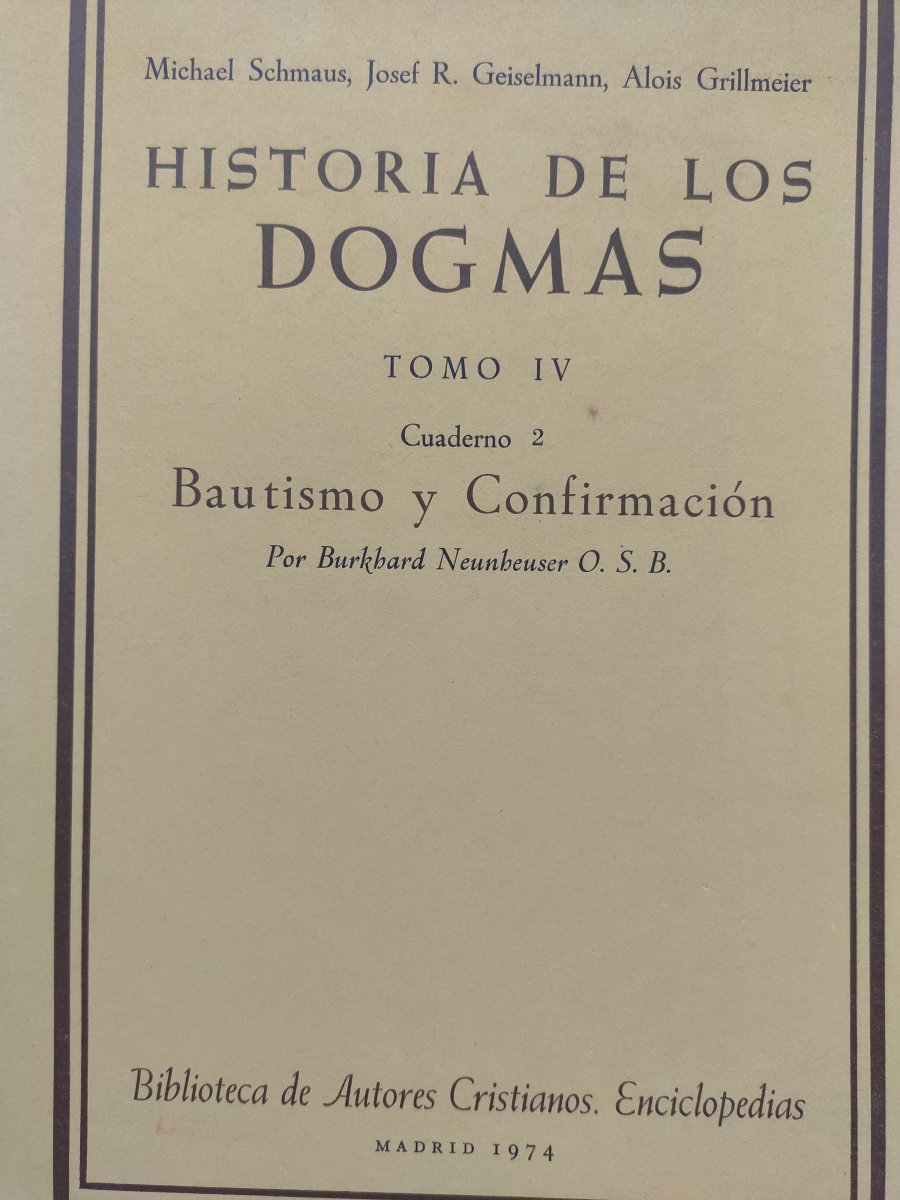 Michael Schmaus, Josef R. Geiselmann, Alois Grillmeier
HISTORIA DE LOS
DOGMAS
TOMO IV
Cuaderno 2
Bautismo y Confirmación
Por Burkhard Neunheuser O. S. B.
Biblioteca de Autores Cristianos. Enciclopedias
MADRID 1974